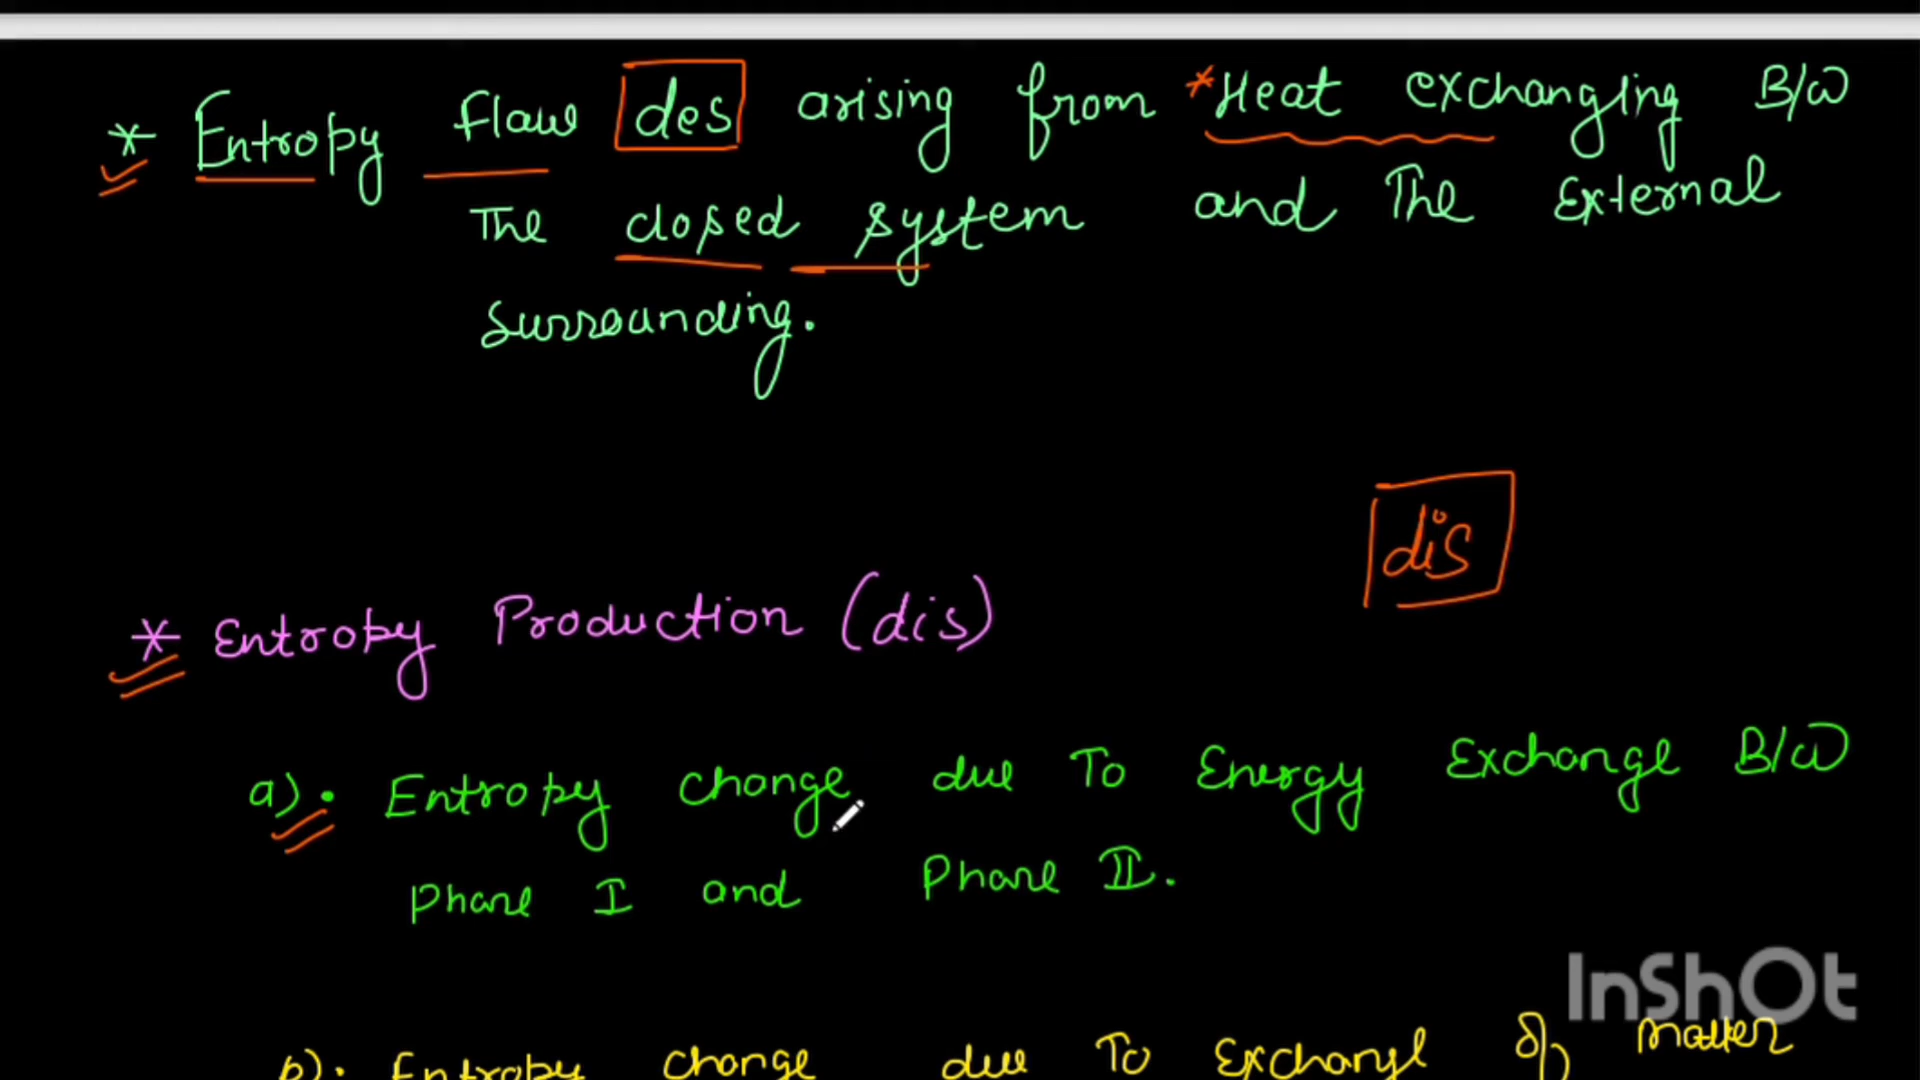 * Entropy flow des arising from *Heat exchanging B/W
The closed system and The External
surrounding.
dis
* Entropy Production (dis)
a). Entropy change due To Energy Exchange B/W
Phase I and Phase II.
InShOt
b). Entropy change due To Exchange of matter